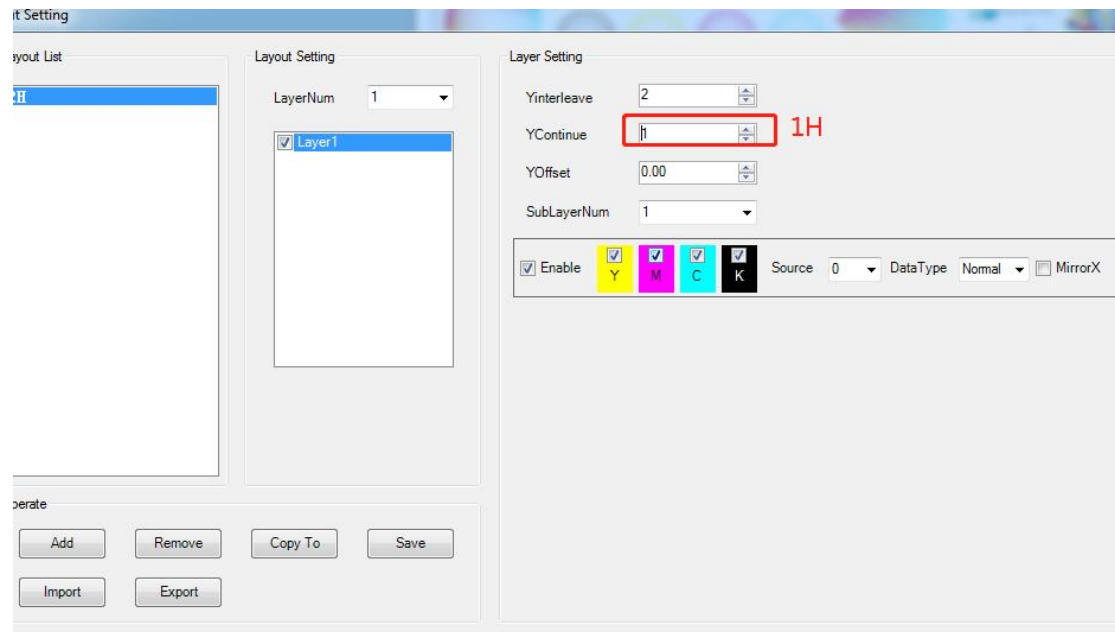 t Setting
ayout List
Layout Setting
Layer Setting
2H
LayerNum 1
Layer1
Yinterleave 2
YContinue 1
1H
YOffset 0.00
SubLayerNum 1
Enable Y M C K Source 0 DataType Normal MirrorX
perate
Add Remove Copy To Save
Import Export